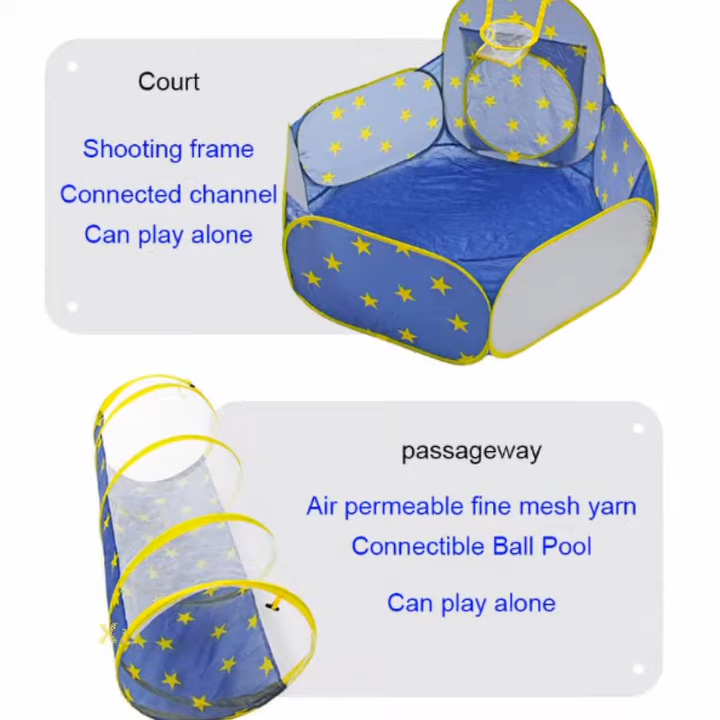 Court
Shooting frame
Connected channel
Can play alone
passageway
Air permeable fine mesh yarn
Connectible Ball Pool
Can play alone